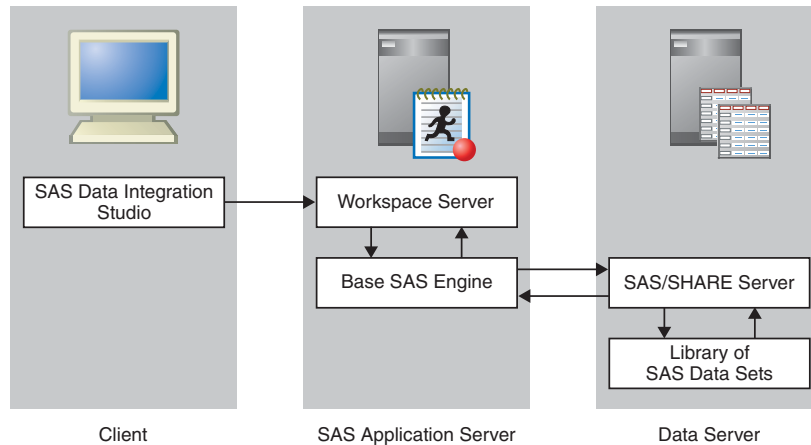 SAS Data Integration
Studio
Workspace Server
Base SAS Engine
SAS/SHARE Server
Library of
SAS Data Sets
Client
SAS Application Server
Data Server